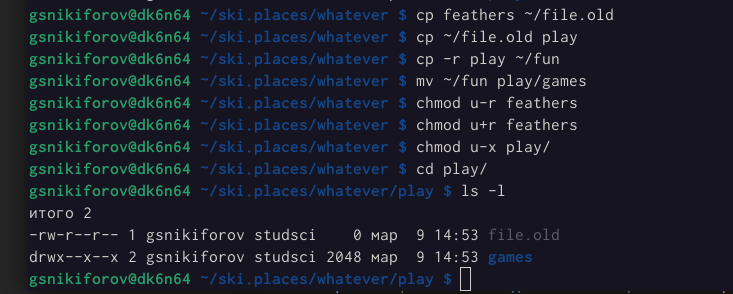 gsnikiforov@dk6n64 ~/ski.places/whatever $ cp feathers ~/file.old
gsnikiforov@dk6n64 ~/ski.places/whatever $ cp ~/file.old play
gsnikiforov@dk6n64 ~/ski.places/whatever $ cp -r play ~/fun
gsnikiforov@dk6n64 ~/ski.places/whatever $ mv ~/fun play/games
gsnikiforov@dk6n64 ~/ski.places/whatever $ chmod u-r feathers
gsnikiforov@dk6n64 ~/ski.places/whatever $ chmod u+r feathers
gsnikiforov@dk6n64 ~/ski.places/whatever $ chmod u-x play/
gsnikiforov@dk6n64 ~/ski.places/whatever $ cd play/
gsnikiforov@dk6n64 ~/ski.places/whatever/play $ ls -l
итого 2
-rw-r--r-- 1 gsnikiforov studsci    0 мар  9 14:53 file.old
drwx--x--x 2 gsnikiforov studsci 2048 мар  9 14:53 games
gsnikiforov@dk6n64 ~/ski.places/whatever/play $